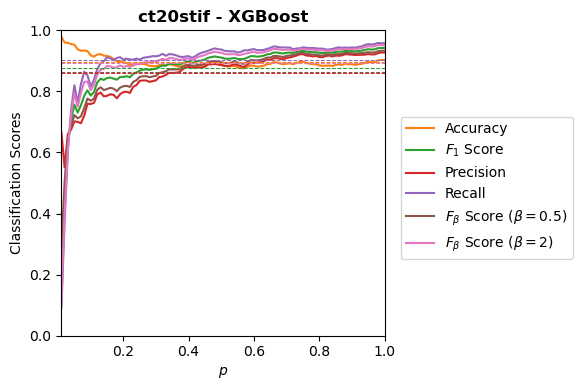 ct20stif - XGBoost
Classification Scores
1.0
0.8
0.6
0.4
0.2
0.0
0.2 0.4 0.6 0.8 1.0
p
Accuracy
F₁ Score
Precision
Recall
Fᵦ Score (β = 0.5)
Fᵦ Score (β = 2)